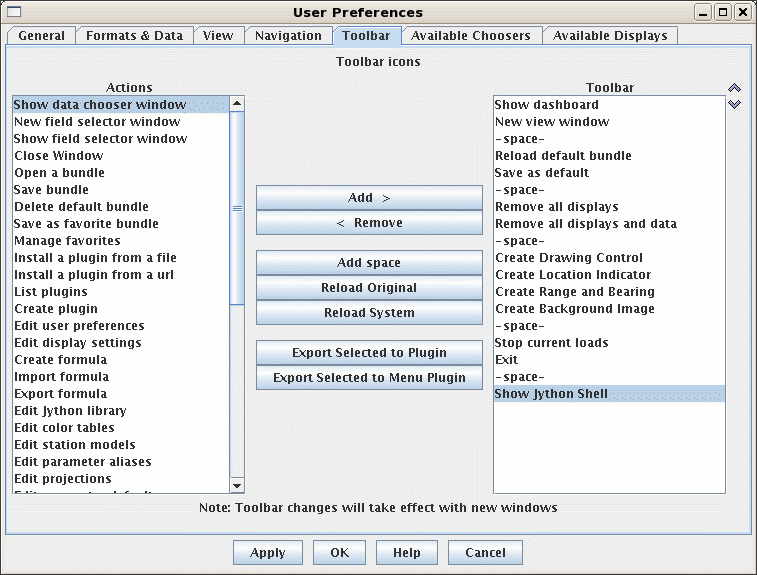 User Preferences
General Formats & Data View Navigation Toolbar Available Choosers Available Displays
Toolbar icons
Actions
Show data chooser window
New field selector window
Show field selector window
Close Window
Open a bundle
Save bundle
Delete default bundle
Save as favorite bundle
Manage favorites
Install a plugin from a file
Install a plugin from a url
List plugins
Create plugin
Edit user preferences
Edit display settings
Create formula
Import formula
Export formula
Edit Jython library
Edit color tables
Edit station models
Edit parameter aliases
Edit projections
Add >
< Remove
Add space
Reload Original
Reload System
Export Selected to Plugin
Export Selected to Menu Plugin
Toolbar
Show dashboard
New view window
-space-
Reload default bundle
Save as default
-space-
Remove all displays
Remove all displays and data
-space-
Create Drawing Control
Create Location Indicator
Create Range and Bearing
Create Background Image
-space-
Stop current loads
Exit
-space-
Show Jython Shell
Note: Toolbar changes will take effect with new windows
Apply OK Help Cancel